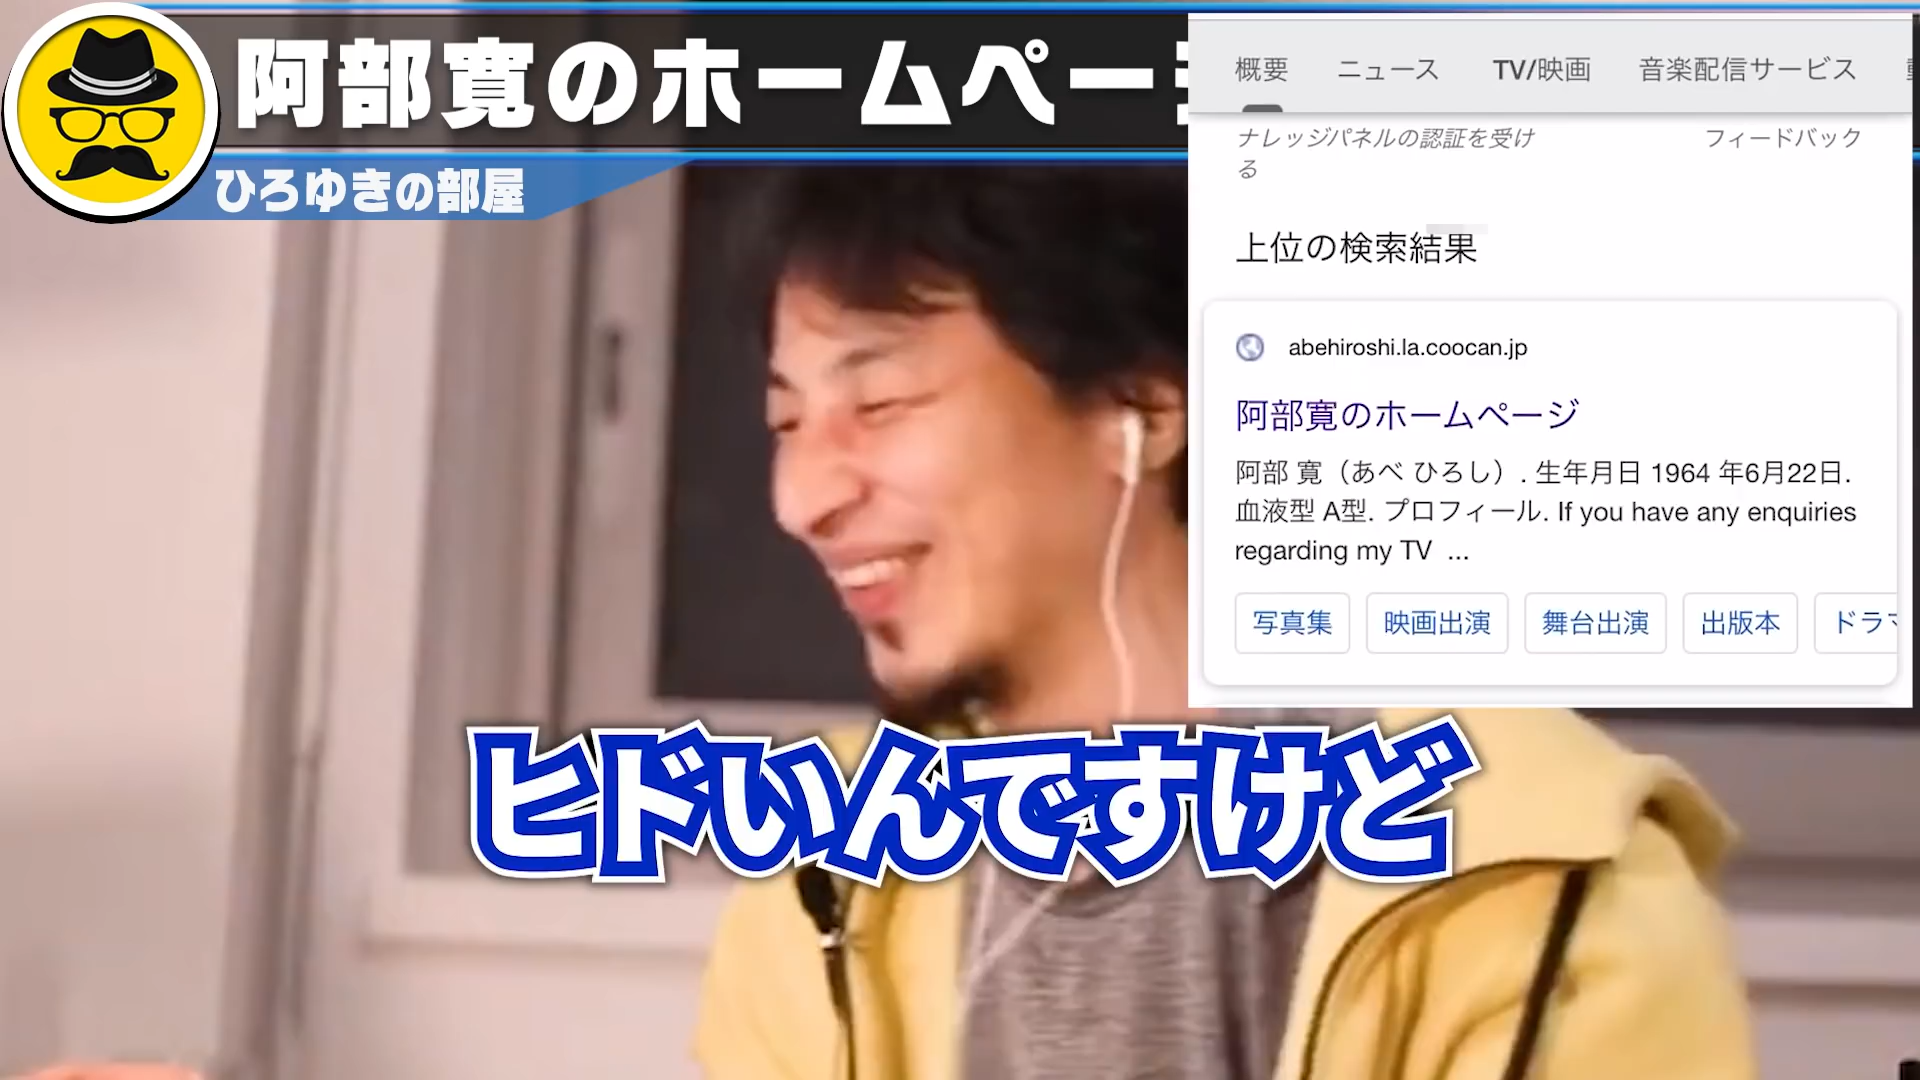 阿部寛のホームペー
ひろゆきの部屋
概要 ニュース TV/映画 音楽配信サービス
ナレッジパネルの認証を受け
る
フィードバック
上位の検索結果
abehiroshi.la.coocan.jp
阿部寛のホームページ
阿部 寛（あべ ひろし）. 生年月日 1964 年6月22日.
血液型 A型. プロフィール. If you have any enquiries
regarding my TV ...
写真集 映画出演 舞台出演 出版本 ドラマ
ヒドいんですけど